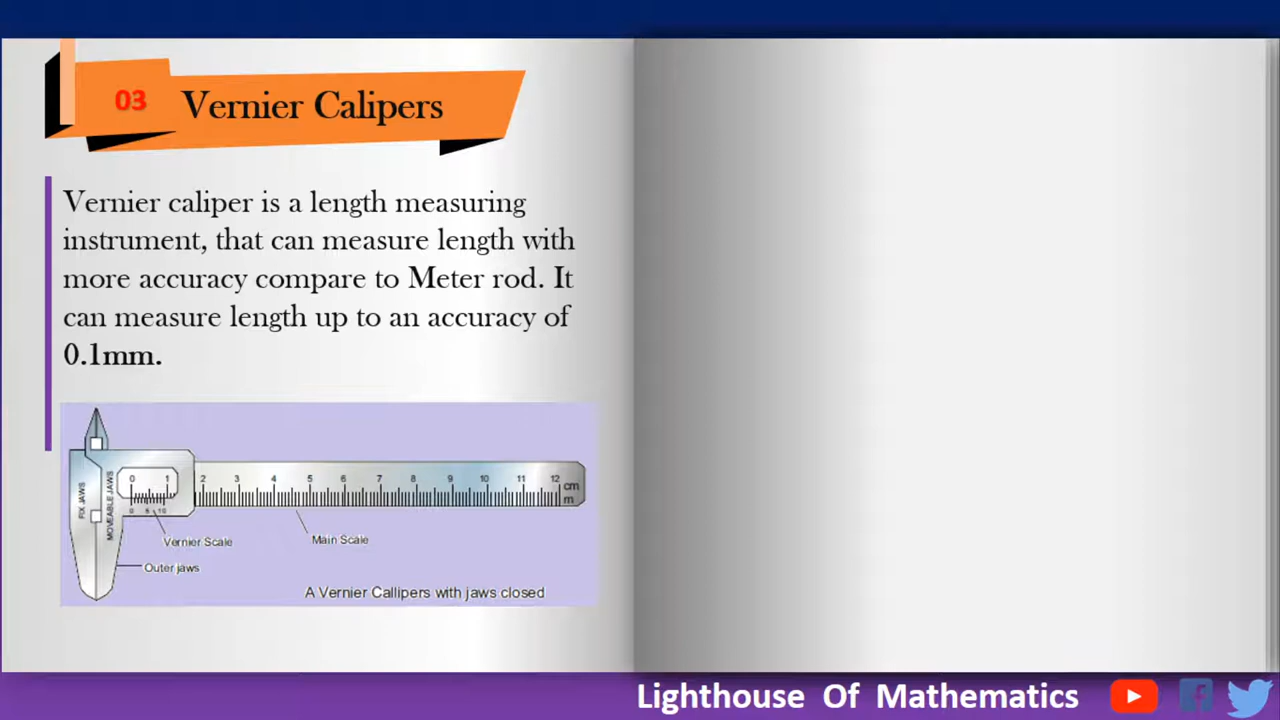 03 Vernier Calipers
Vernier caliper is a length measuring
instrument, that can measure length with
more accuracy compare to Meter rod. It
can measure length up to an accuracy of
0.1mm.
FIX JAWS
MOVEABLE JAWS
0 1 2 3 4 5 6 7 8 9 10 11 12 cm
m
0 5 10
Vernier Scale
Main Scale
Outer jaws
A Vernier Callipers with jaws closed
Lighthouse Of Mathematics